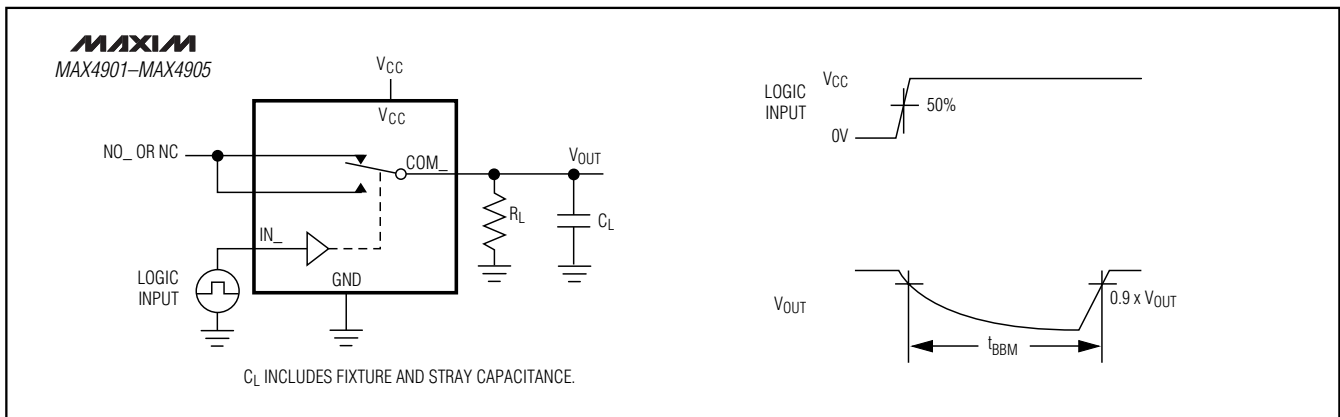 MAXIM
MAX4901–MAX4905
VCC
VCC
NO_ OR NC
COM_
VOUT
RL
CL
IN_
LOGIC
INPUT
GND
CL INCLUDES FIXTURE AND STRAY CAPACITANCE.
LOGIC
INPUT
VCC
50%
0V
VOUT
0.9 x VOUT
tBBM